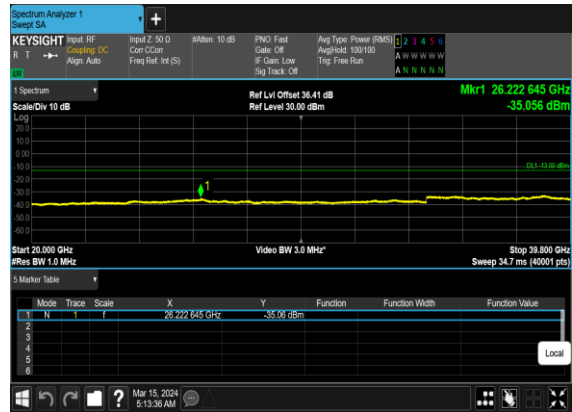 Spectrum Analyzer 1
Swept SA
+
KEYSIGHT
R T
Input: RF
Coupling: DC
Align: Auto
Input Z: 50 Ω
Corr CCorr
Freq Ref: Int (S)
#Atten: 10 dB
PNO: Fast
Gate: Off
IF Gain: Low
Sig Track: Off
Avg Type: Power (RMS)
Avg|Hold: 100/100
Trig: Free Run
1 2 3 4 5 6
A W W W W W
A N N N N N
1 Spectrum
Scale/Div 10 dB
Ref Lvl Offset 36.41 dB
Ref Level 30.00 dBm
Mkr1 26.222 645 GHz
-35.056 dBm
Log
20.0
10.0
0.00
-10.0
-20.0
-30.0
-40.0
-50.0
-60.0
DL1 -13.00 dBm
1
Start 20.000 GHz
#Res BW 1.0 MHz
Video BW 3.0 MHz*
Stop 39.800 GHz
Sweep 34.7 ms (40001 pts)
5 Marker Table
Mode Trace Scale X Y Function Function Width Function Value
1 N 1 f 26.222 645 GHz -35.06 dBm
2
3
4
5
6
Local
?
Mar 15, 2024
5:13:36 AM